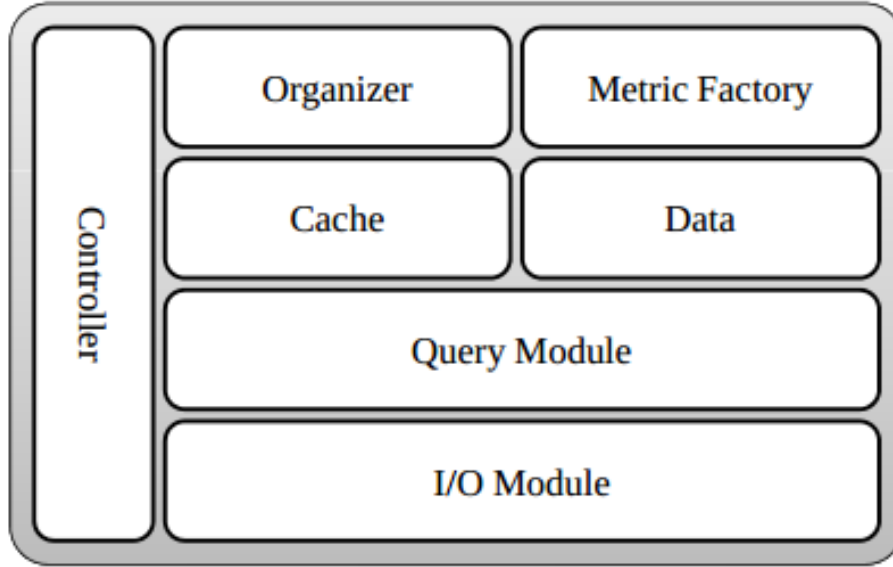 Controller
Organizer
Metric Factory
Cache
Data
Query Module
I/O Module